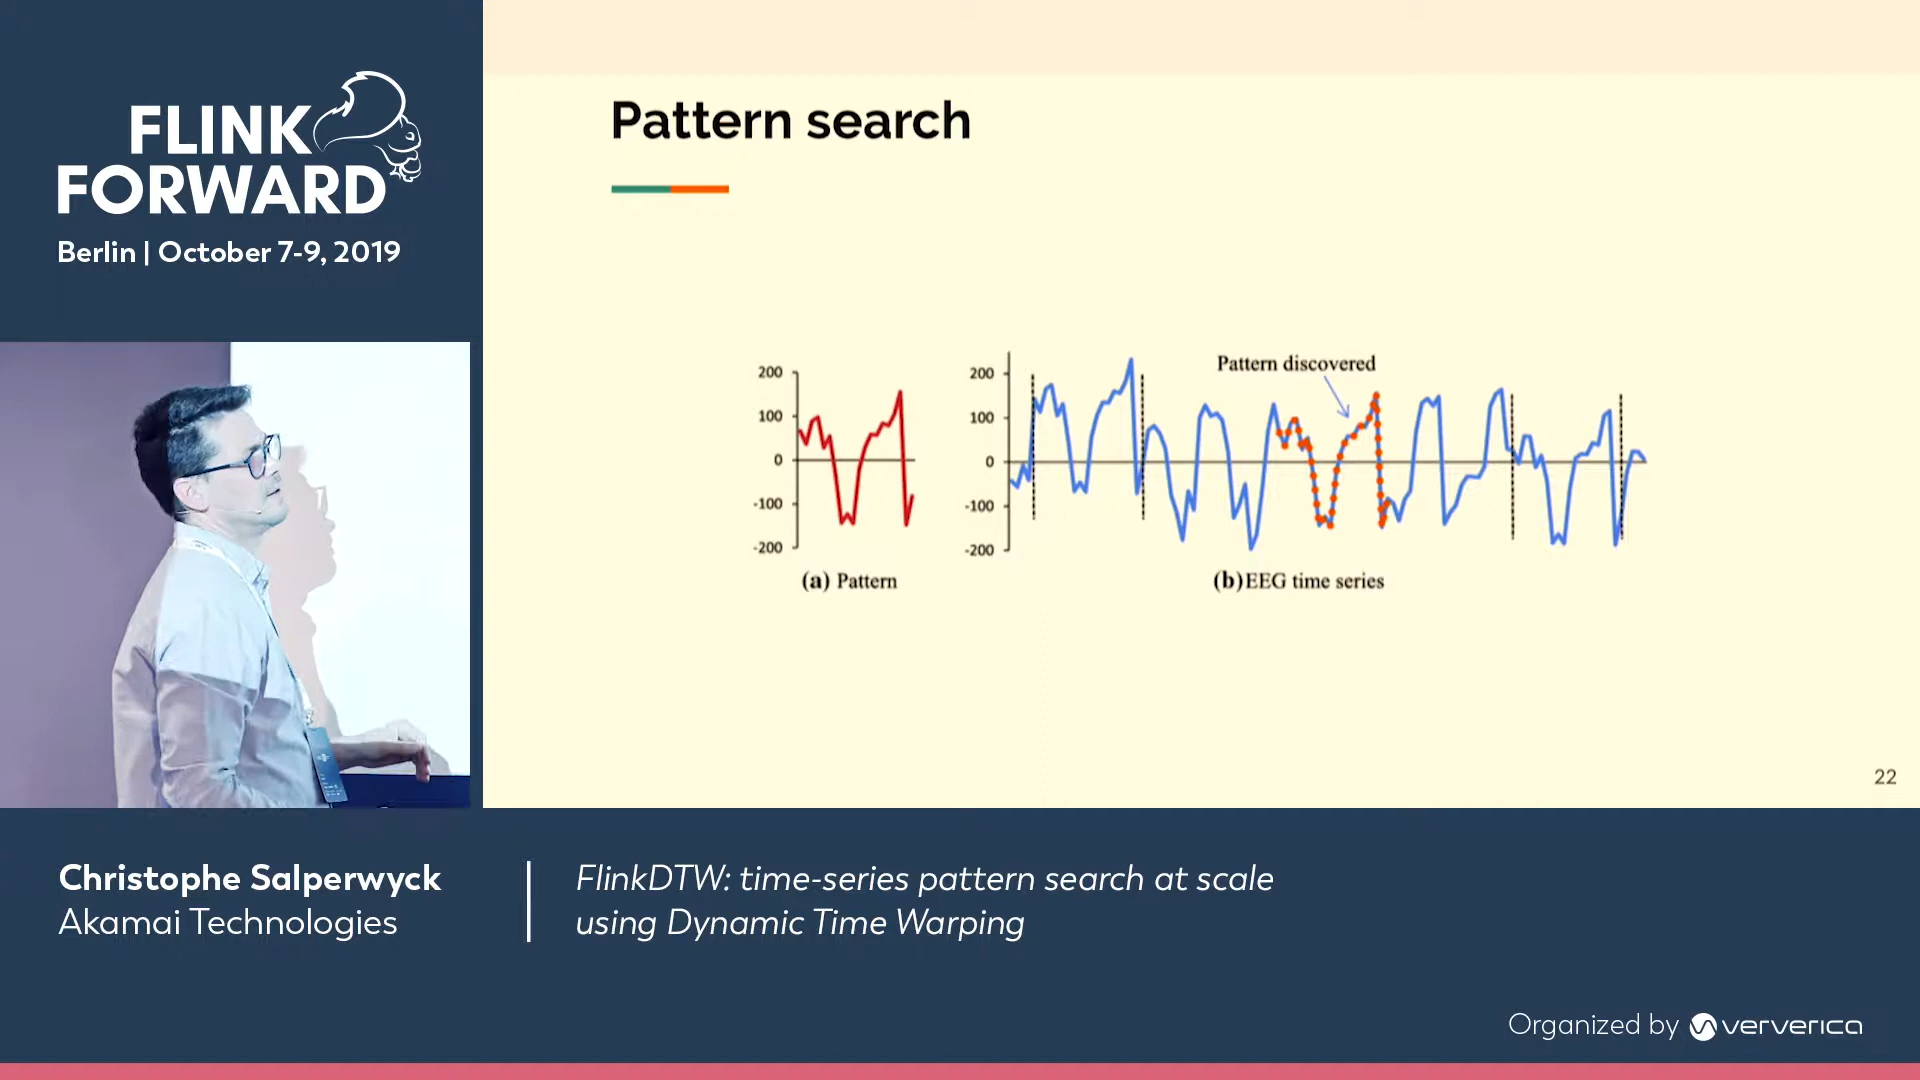 FLINK
FORWARD
Berlin | October 7-9, 2019
Pattern search
200
100
0
-100
-200
(a) Pattern
200
100
0
-100
-200
Pattern discovered
(b)EEG time series
22
Christophe Salperwyck
Akamai Technologies
FlinkDTW: time-series pattern search at scale
using Dynamic Time Warping
Organized by ververica